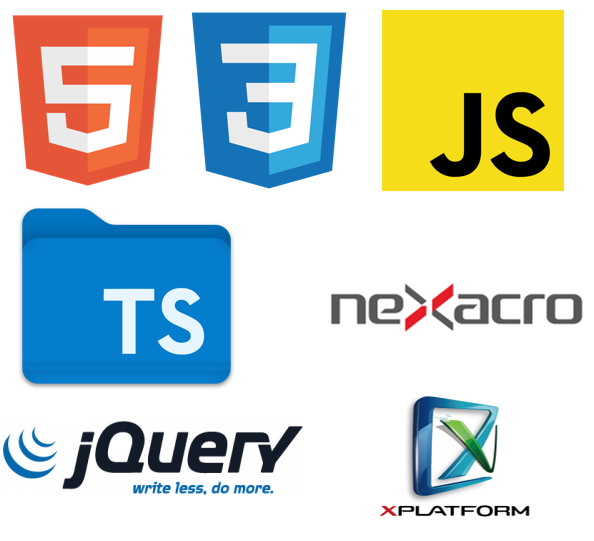 5
3
JS
TS
nexacro
jQuery
write less, do more.
XPLATFORM